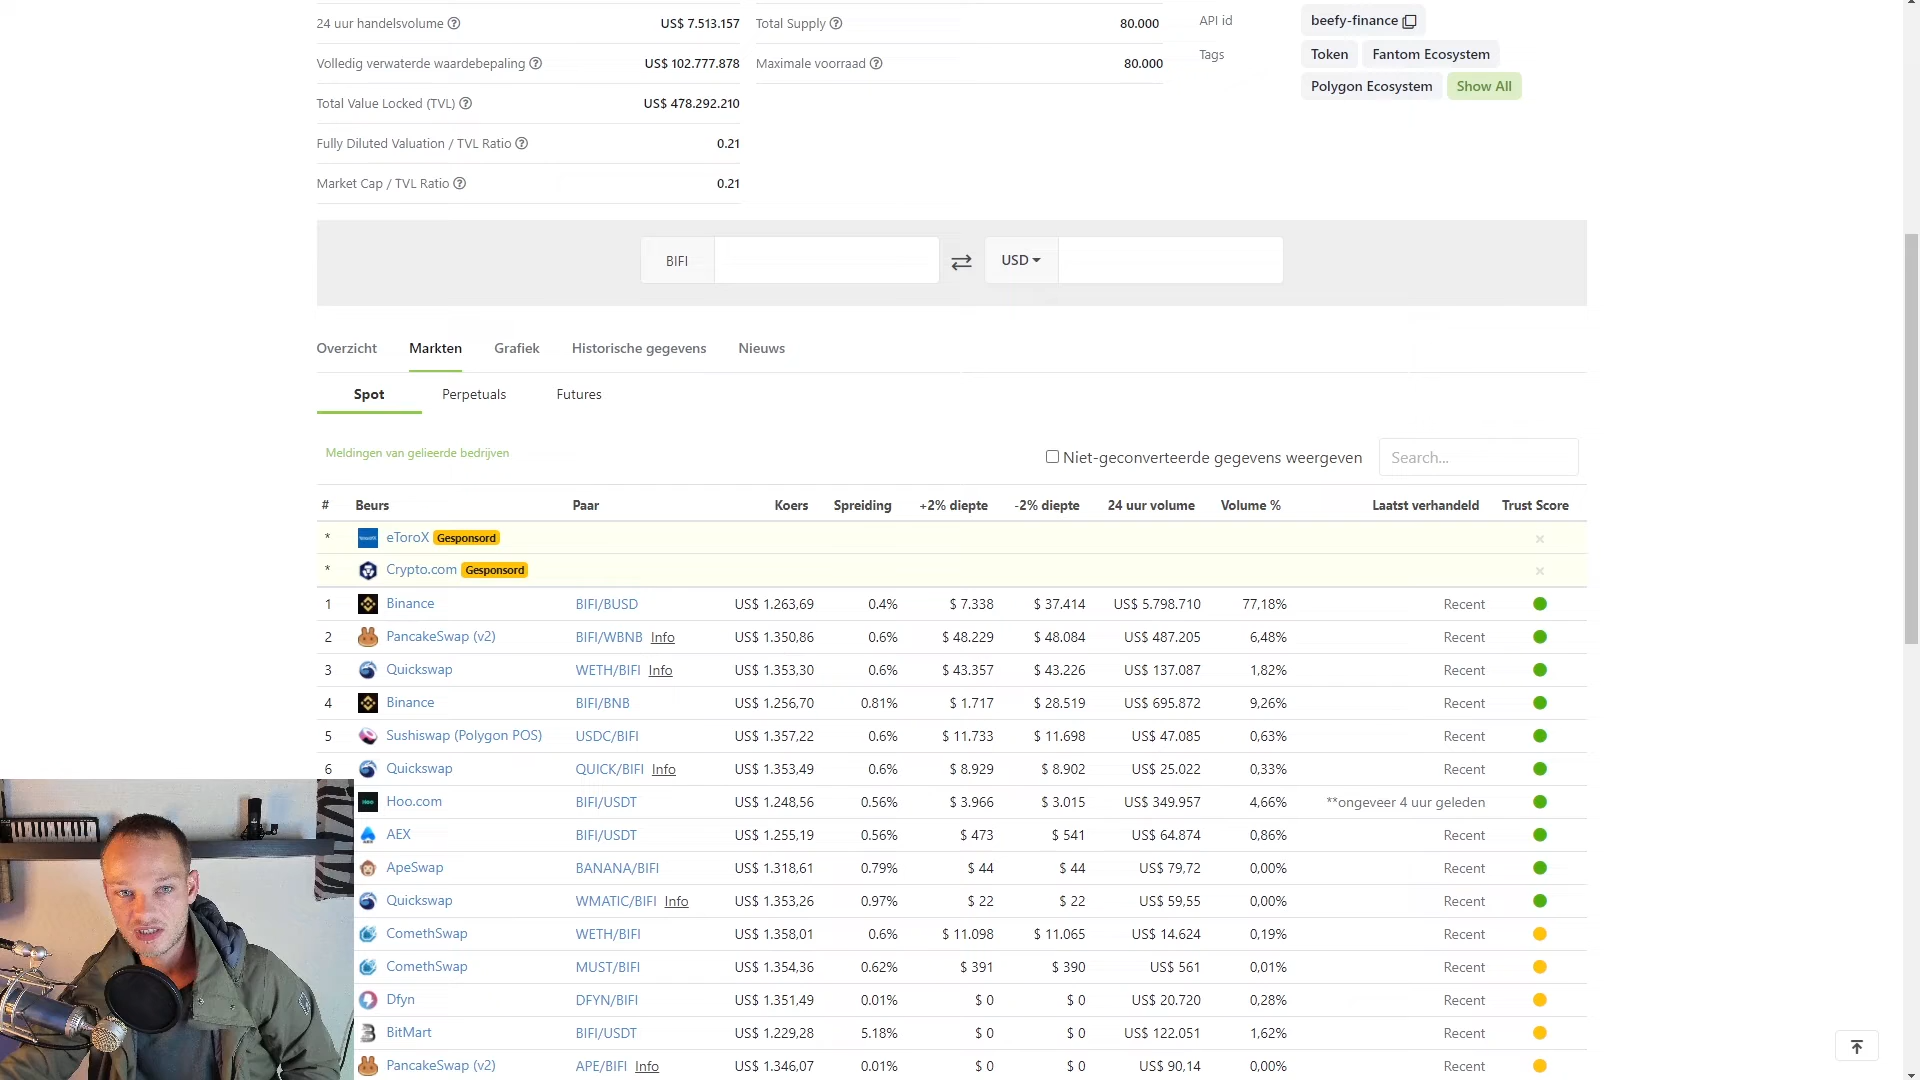 24 uur handelsvolume US$ 7.513.157 Total Supply 80.000 API id beefy-finance
Volledig verwaterde waardebepaling US$ 102.777.878 Maximale voorraad 80.000 Tags Token Fantom Ecosystem
Polygon Ecosystem Show All
Total Value Locked (TVL) US$ 478.292.210
Fully Diluted Valuation / TVL Ratio 0.21
Market Cap / TVL Ratio 0.21
BIFI USD
Overzicht Markten Grafiek Historische gegevens Nieuws
Spot Perpetuals Futures
Meldingen van gelieerde bedrijven Niet-geconverteerde gegevens weergeven Search...
# Beurs Paar Koers Spreiding +2% diepte -2% diepte 24 uur volume Volume % Laatst verhandeld Trust Score
* eToroX Gesponsord
* Crypto.com Gesponsord
1 Binance BIFI/BUSD US$ 1.263,69 0.4% $ 7.338 $ 37.414 US$ 5.798.710 77,18% Recent
2 PancakeSwap (v2) BIFI/WBNB Info US$ 1.350,86 0.6% $ 48.229 $ 48.084 US$ 487.205 6,48% Recent
3 Quickswap WETH/BIFI Info US$ 1.353,30 0.6% $ 43.357 $ 43.226 US$ 137.087 1,82% Recent
4 Binance BIFI/BNB US$ 1.256,70 0.81% $ 1.717 $ 28.519 US$ 695.872 9,26% Recent
5 Sushiswap (Polygon POS) USDC/BIFI US$ 1.357,22 0.6% $ 11.733 $ 11.698 US$ 47.085 0,63% Recent
6 Quickswap QUICK/BIFI Info US$ 1.353,49 0.6% $ 8.929 $ 8.902 US$ 25.022 0,33% Recent
Hoo.com BIFI/USDT US$ 1.248,56 0.56% $ 3.966 $ 3.015 US$ 349.957 4,66% **ongeveer 4 uur geleden
AEX BIFI/USDT US$ 1.255,19 0.56% $ 473 $ 541 US$ 64.874 0,86% Recent
ApeSwap BANANA/BIFI US$ 1.318,61 0.79% $ 44 $ 44 US$ 79,72 0,00% Recent
Quickswap WMATIC/BIFI Info US$ 1.353,26 0.97% $ 22 $ 22 US$ 59,55 0,00% Recent
ComethSwap WETH/BIFI US$ 1.358,01 0.6% $ 11.098 $ 11.065 US$ 14.624 0,19% Recent
ComethSwap MUST/BIFI US$ 1.354,36 0.62% $ 391 $ 390 US$ 561 0,01% Recent
Dfyn DFYN/BIFI US$ 1.351,49 0.01% $ 0 $ 0 US$ 20.720 0,28% Recent
BitMart BIFI/USDT US$ 1.229,28 5.18% $ 0 $ 0 US$ 122.051 1,62% Recent
PancakeSwap (v2) APE/BIFI Info US$ 1.346,07 0.01% $ 0 $ 0 US$ 90,14 0,00% Recent